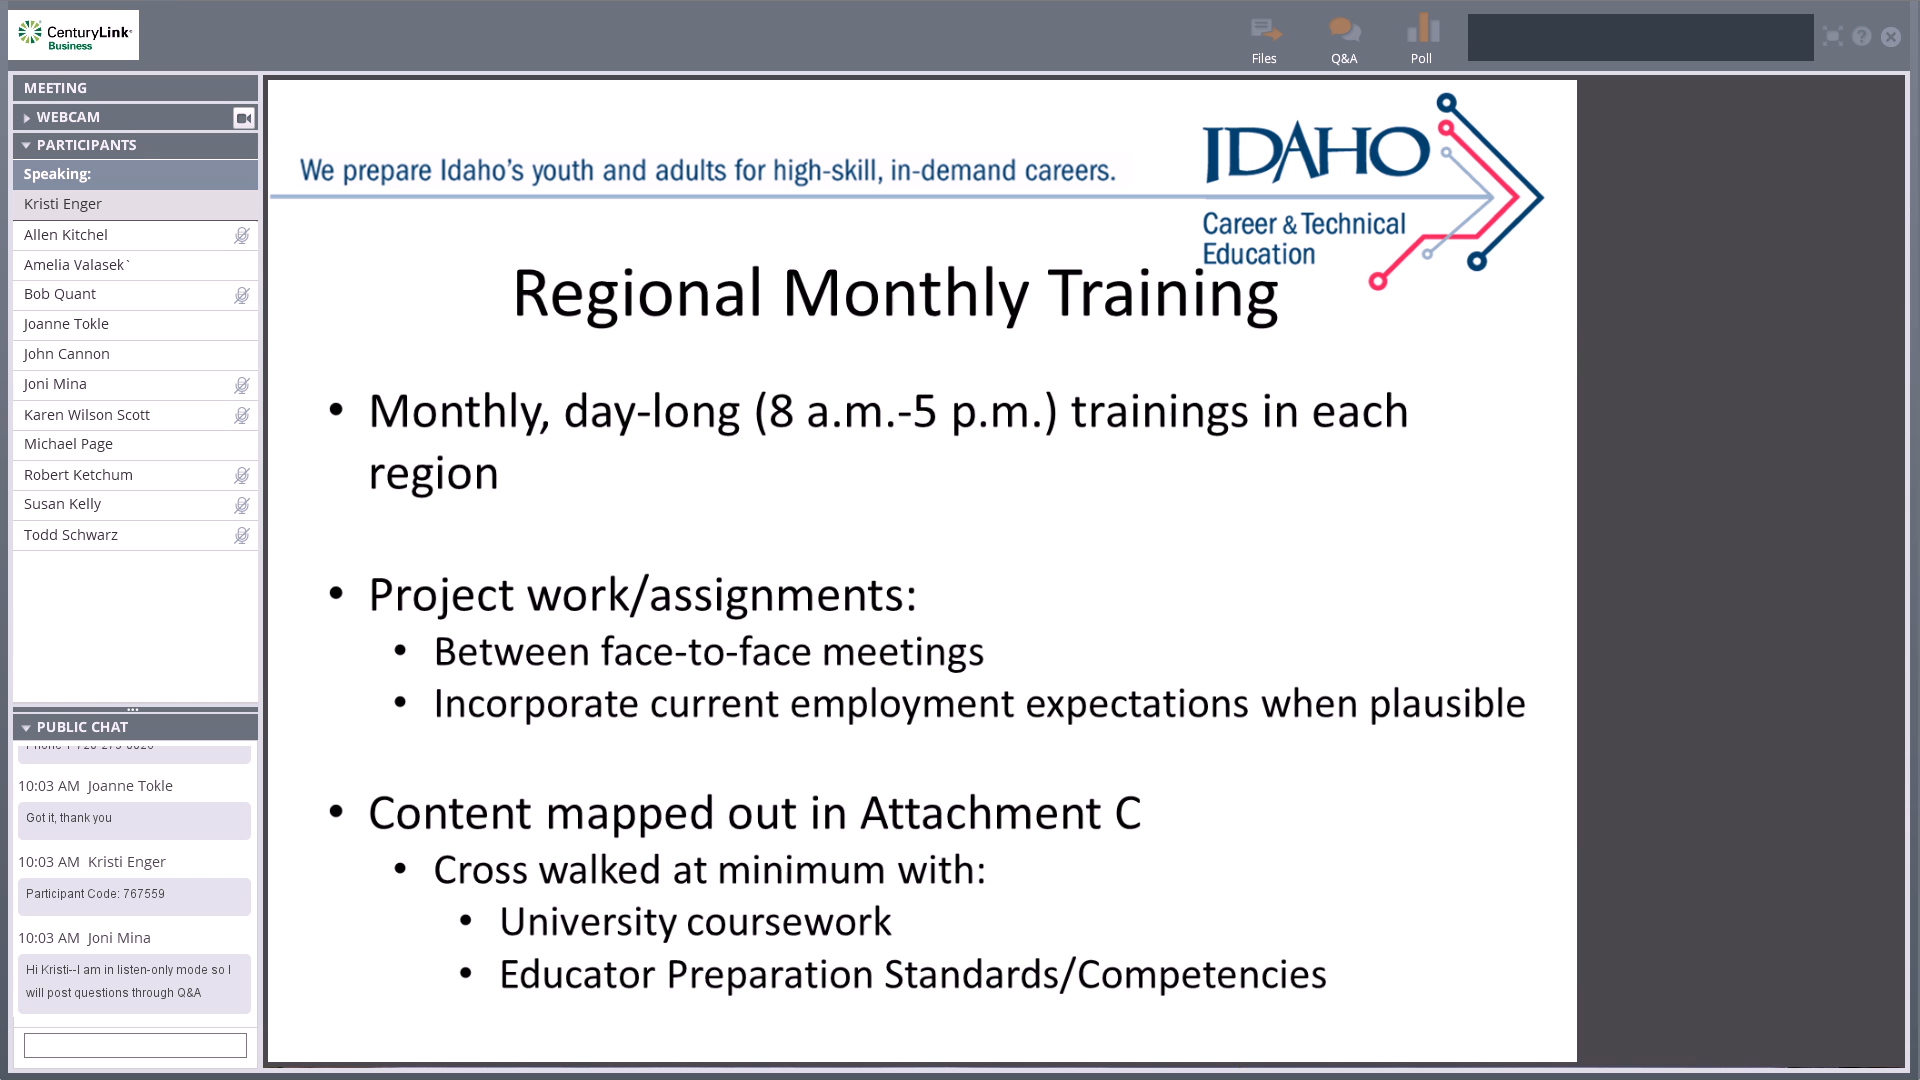 CenturyLink®
Business
Files
Q&A
Poll
MEETING
WEBCAM
PARTICIPANTS
Speaking:
Kristi Enger
Allen Kitchel
Amelia Valasek`
Bob Quant
Joanne Tokle
John Cannon
Joni Mina
Karen Wilson Scott
Michael Page
Robert Ketchum
Susan Kelly
Todd Schwarz
PUBLIC CHAT
10:03 AM Joanne Tokle
Got it, thank you
10:03 AM Kristi Enger
Participant Code: 767559
10:03 AM Joni Mina
Hi Kristi--I am in listen-only mode so I
will post questions through Q&A
We prepare Idaho's youth and adults for high-skill, in-demand careers.
IDAHO
Career & Technical
Education
Regional Monthly Training
• Monthly, day-long (8 a.m.-5 p.m.) trainings in each
region
• Project work/assignments:
• Between face-to-face meetings
• Incorporate current employment expectations when plausible
• Content mapped out in Attachment C
• Cross walked at minimum with:
• University coursework
• Educator Preparation Standards/Competencies